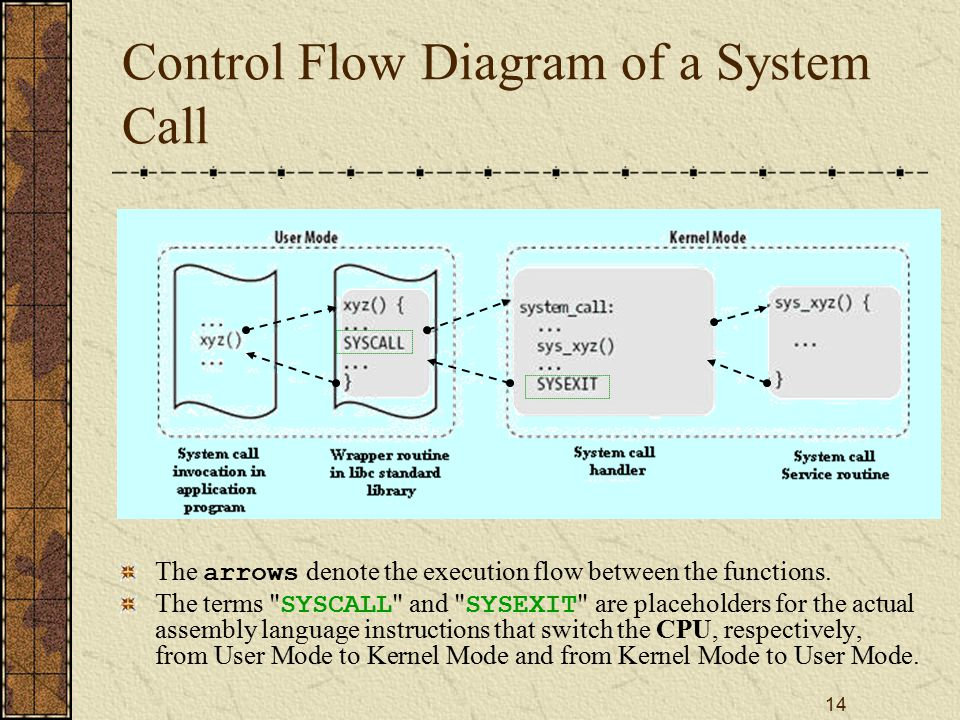 Control Flow Diagram of a System
Call
User Mode
Kernel Mode
...
xyz()
...
xyz() {
...
SYSCALL
...
}
system_call:
...
sys_xyz()
...
SYSEXIT
sys_xyz() {
...
}
System call
invocation in
application
program
Wrapper routine
in libc standard
library
System call
handler
System call
Service routine
The arrows denote the execution flow between the functions.
The terms "SYSCALL" and "SYSEXIT" are placeholders for the actual
assembly language instructions that switch the CPU, respectively,
from User Mode to Kernel Mode and from Kernel Mode to User Mode.
14